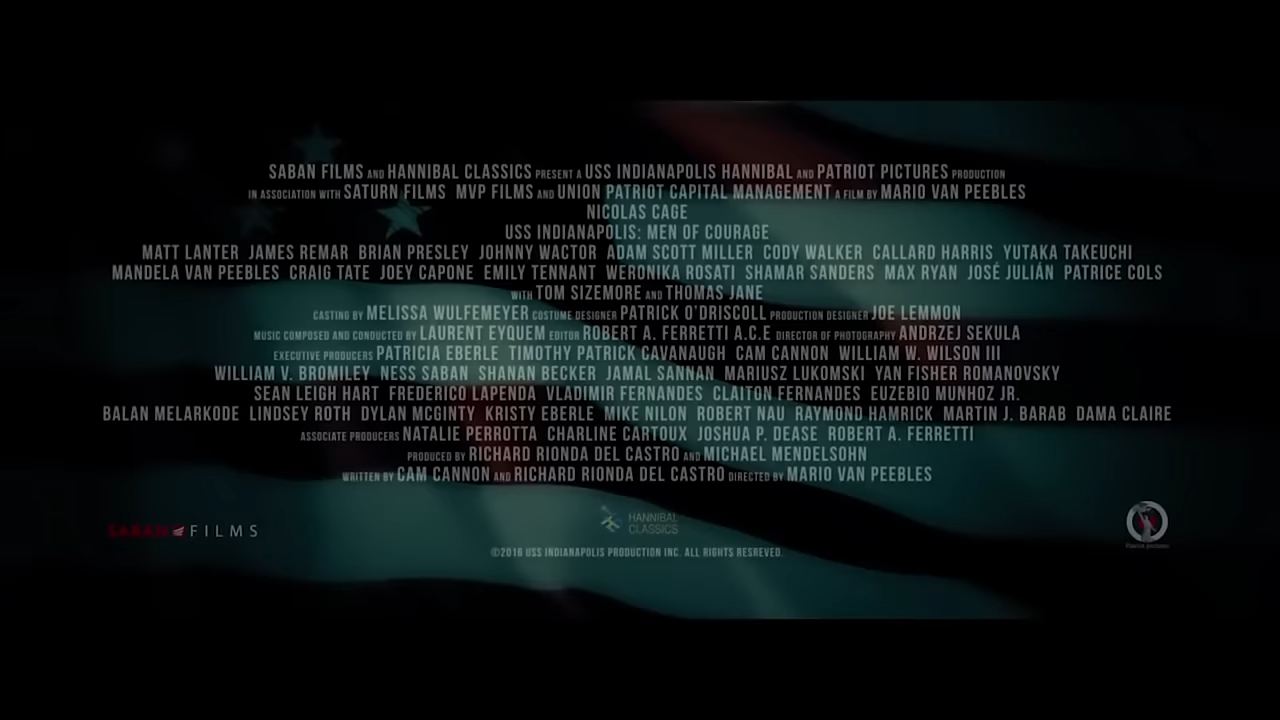 SABAN FILMS AND HANNIBAL CLASSICS PRESENT A USS INDIANAPOLIS HANNIBAL AND PATRIOT PICTURES PRODUCTION
IN ASSOCIATION WITH SATURN FILMS MVP FILMS AND UNION PATRIOT CAPITAL MANAGEMENT A FILM BY MARIO VAN PEEBLES
NICOLAS CAGE
USS INDIANAPOLIS: MEN OF COURAGE
MATT LANTER JAMES REMAR BRIAN PRESLEY JOHNNY WACTOR ADAM SCOTT MILLER CODY WALKER CALLARD HARRIS YUTAKA TAKEUCHI
MANDELA VAN PEEBLES CRAIG TATE JOEY CAPONE EMILY TENNANT WERONIKA ROSATI SHAMAR SANDERS MAX RYAN JOSÉ JULIÁN PATRICE COLS
WITH TOM SIZEMORE AND THOMAS JANE
CASTING BY MELISSA WULFEMEYER COSTUME DESIGNER PATRICK O'DRISCOLL PRODUCTION DESIGNER JOE LEMMON
MUSIC COMPOSED AND CONDUCTED BY LAURENT EYQUEM EDITOR ROBERT A. FERRETTI A.C.E DIRECTOR OF PHOTOGRAPHY ANDRZEJ SEKULA
EXECUTIVE PRODUCERS PATRICIA EBERLE TIMOTHY PATRICK CAVANAUGH CAM CANNON WILLIAM W. WILSON III
WILLIAM V. BROMILEY NESS SABAN SHANAN BECKER JAMAL SANNAN MARIUSZ LUKOMSKI YAN FISHER ROMANOVSKY
SEAN LEIGH HART FREDERICO LAPENDA VLADIMIR FERNANDES CLAITON FERNANDES EUZEBIO MUNHOZ JR.
BALAN MELARKODE LINDSEY ROTH DYLAN MCGINTY KRISTY EBERLE MIKE NILON ROBERT NAU RAYMOND HAMRICK MARTIN J. BARAB DAMA CLAIRE
ASSOCIATE PRODUCERS NATALIE PERROTTA CHARLINE CARTOUX JOSHUA P. DEASE ROBERT A. FERRETTI
PRODUCED BY RICHARD RIONDA DEL CASTRO AND MICHAEL MENDELSOHN
WRITTEN BY CAM CANNON AND RICHARD RIONDA DEL CASTRO DIRECTED BY MARIO VAN PEEBLES
SABAN FILMS
HANNIBAL
CLASSICS
Patriot pictures
©2016 USS INDIANAPOLIS PRODUCTION INC. ALL RIGHTS RESREVED.